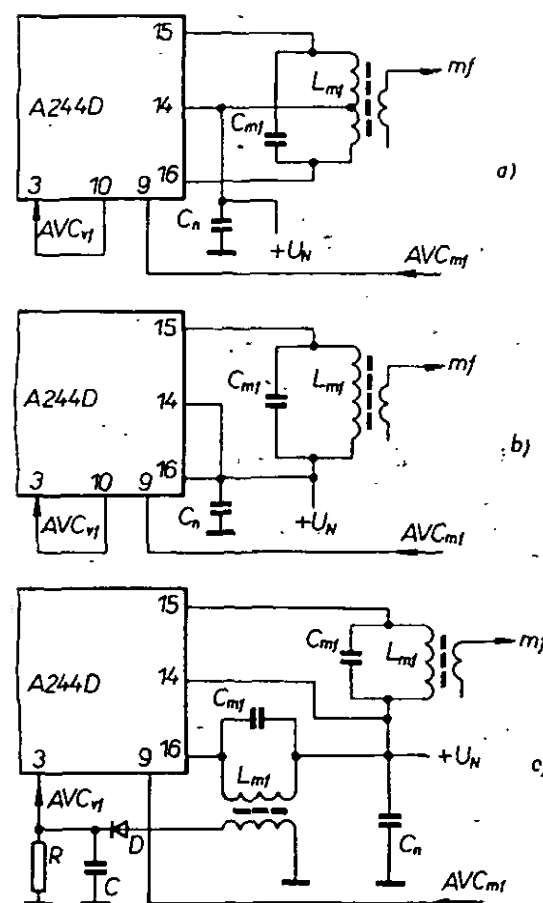 15
L_mf
mf
14
A244D
C_mf
16
3 10 9
a)
AVC_vf
C_n
+U_N
AVC_mf
15
C_mf
L_mf
mf
A244D
14
b)
16
3 10 9
C_n
AVC_vf
+U_N
AVC_mf
15
C_mf
L_mf
mf
A244D
14
C_mf
16
+U_N
3 9
L_mf
c)
AVC_vf
D
C_n
R
C
AVC_mf